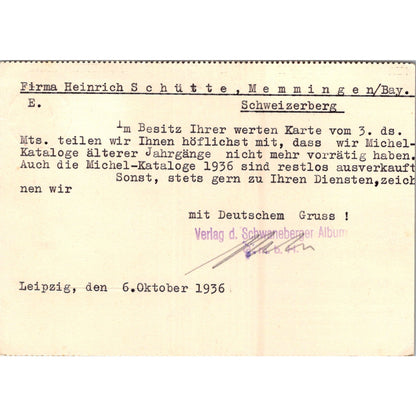 Firma Heinrich Schütte, Memmingen/Bay.
E. Schweizerberg
Im Besitz Ihrer werten Karte vom 3. ds.
Mts. teilen wir Ihnen höflichst mit, dass wir Michel-
Kataloge älterer Jahrgänge nicht mehr vorrätig haben.
Auch die Michel-Kataloge 1936 sind restlos ausverkauft
Sonst, stets gern zu Ihren Diensten,zeich
nen wir
mit Deutschem Gruss !
Verlag d. Schwaneberger Album
Leipzig, den 6.Oktober 1936